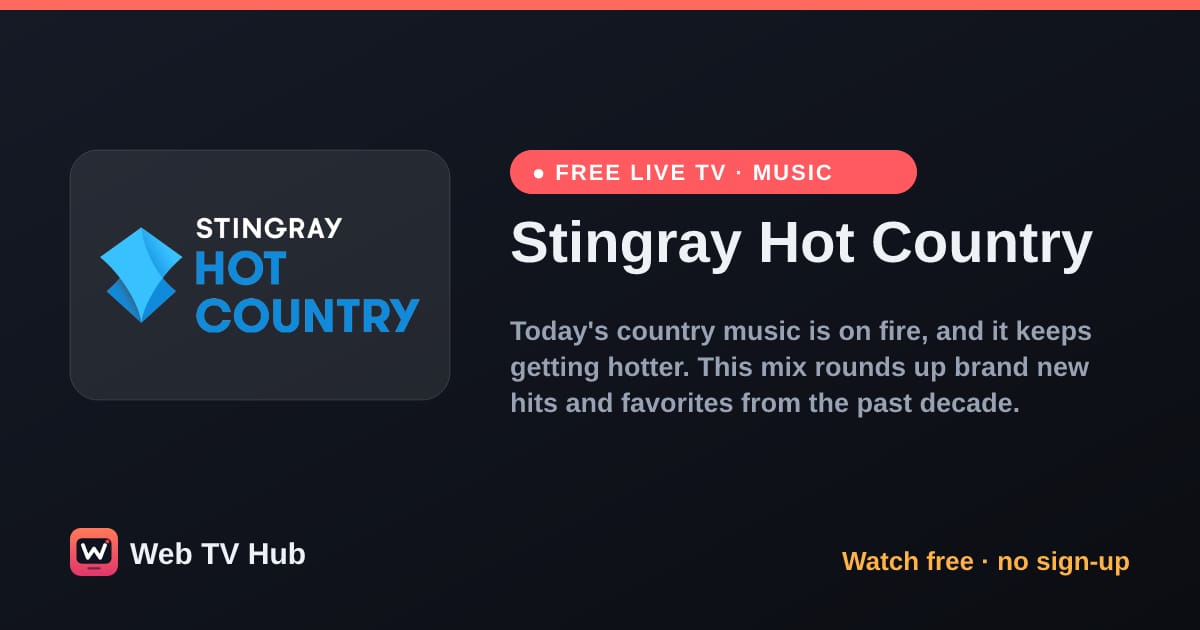 STINGRAY
HOT
COUNTRY
• FREE LIVE TV · MUSIC
Stingray Hot Country
Today's country music is on fire, and it keeps
getting hotter. This mix rounds up brand new
hits and favorites from the past decade.
W
Web TV Hub
Watch free · no sign-up